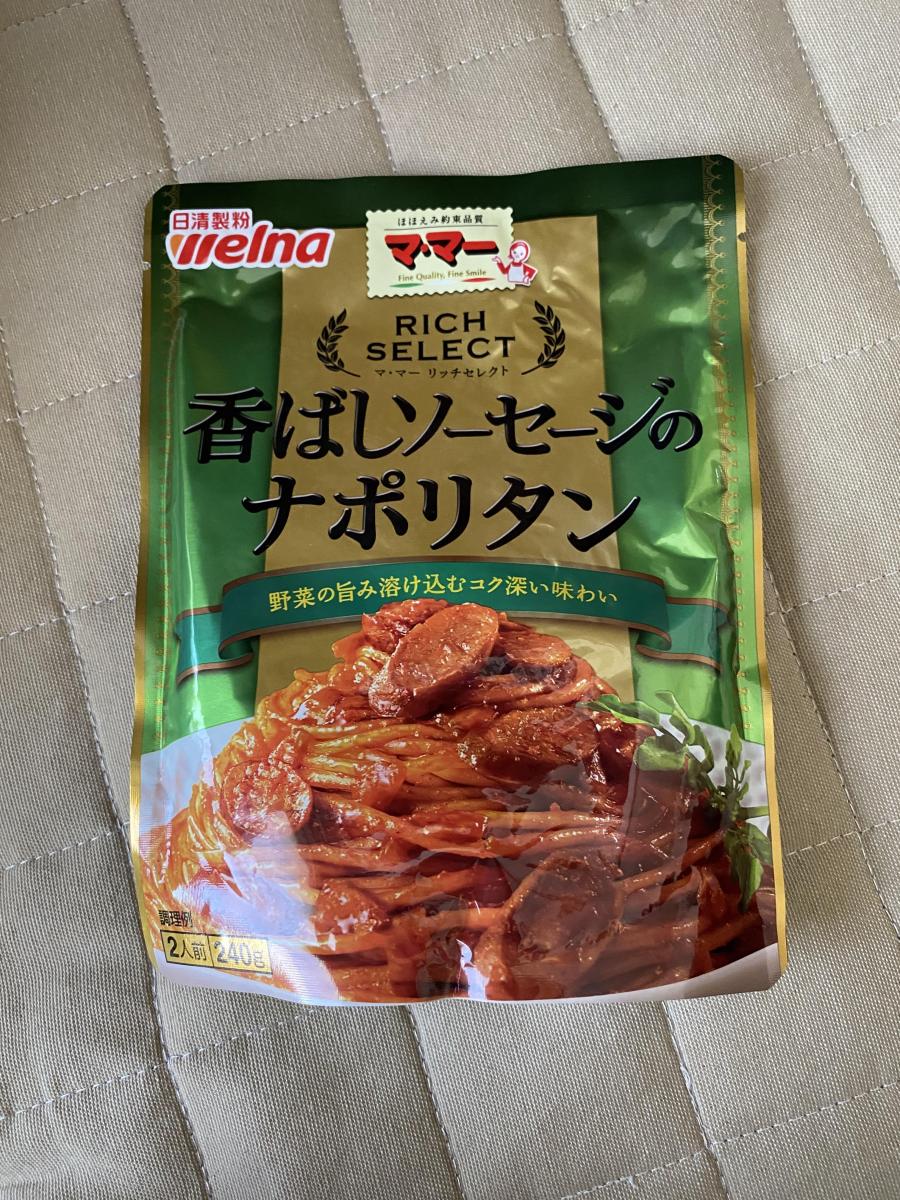 日清製粉
Welna
ほほえみ約束品質
マ・マー
Fine Quality, Fine Smile
RICH
SELECT
マ・マー リッチセレクト
香ばしソーセージの
ナポリタン
野菜の旨み溶け込むコク深い味わい
調理例
2人前 240g